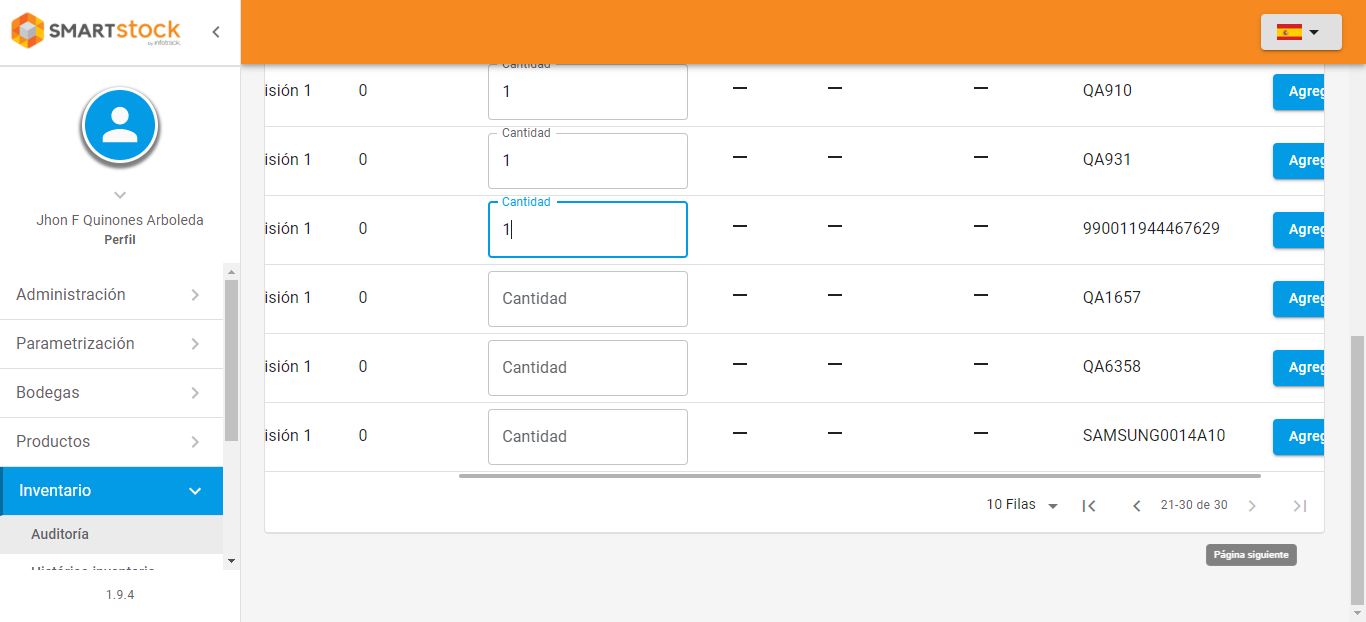 SMARTstock
by infotrack.
Jhon F Quinones Arboleda
Perfil
Administración
Parametrización
Bodegas
Productos
Inventario
Auditoría
Histórico inventario
1.9.4
Cantidad
isión 1 0 1 — — — QA910 Agreg
Cantidad
isión 1 0 1 — — — QA931 Agreg
Cantidad
isión 1 0 1 — — — 990011944467629 Agreg
isión 1 0 Cantidad — — — QA1657 Agreg
isión 1 0 Cantidad — — — QA6358 Agreg
isión 1 0 Cantidad — — — SAMSUNG0014A10 Agreg
10 Filas 21-30 de 30
Página siguiente